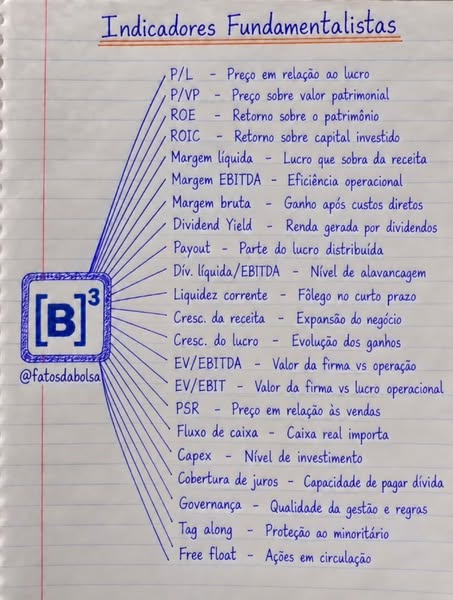 Indicadores Fundamentalistas
P/L - Preço em relação ao lucro
P/VP - Preço sobre valor patrimonial
ROE - Retorno sobre o patrimônio
ROIC - Retorno sobre capital investido
Margem líquida - Lucro que sobra da receita
Margem EBITDA - Eficiência operacional
Margem bruta - Ganho após custos diretos
Dividend Yield - Renda gerada por dividendos
Payout - Parte do lucro distribuída
Dív. líquida/EBITDA - Nível de alavancagem
Liquidez corrente - Fôlego no curto prazo
Cresc. da receita - Expansão do negócio
Cresc. do lucro - Evolução dos ganhos
EV/EBITDA - Valor da firma vs operação
EV/EBIT - Valor da firma vs lucro operacional
PSR - Preço em relação às vendas
Fluxo de caixa - Caixa real importa
Capex - Nível de investimento
Cobertura de juros - Capacidade de pagar dívida
Governança - Qualidade da gestão e regras
Tag along - Proteção ao minoritário
Free float - Ações em circulação
[B]³
@fatosdabolsa